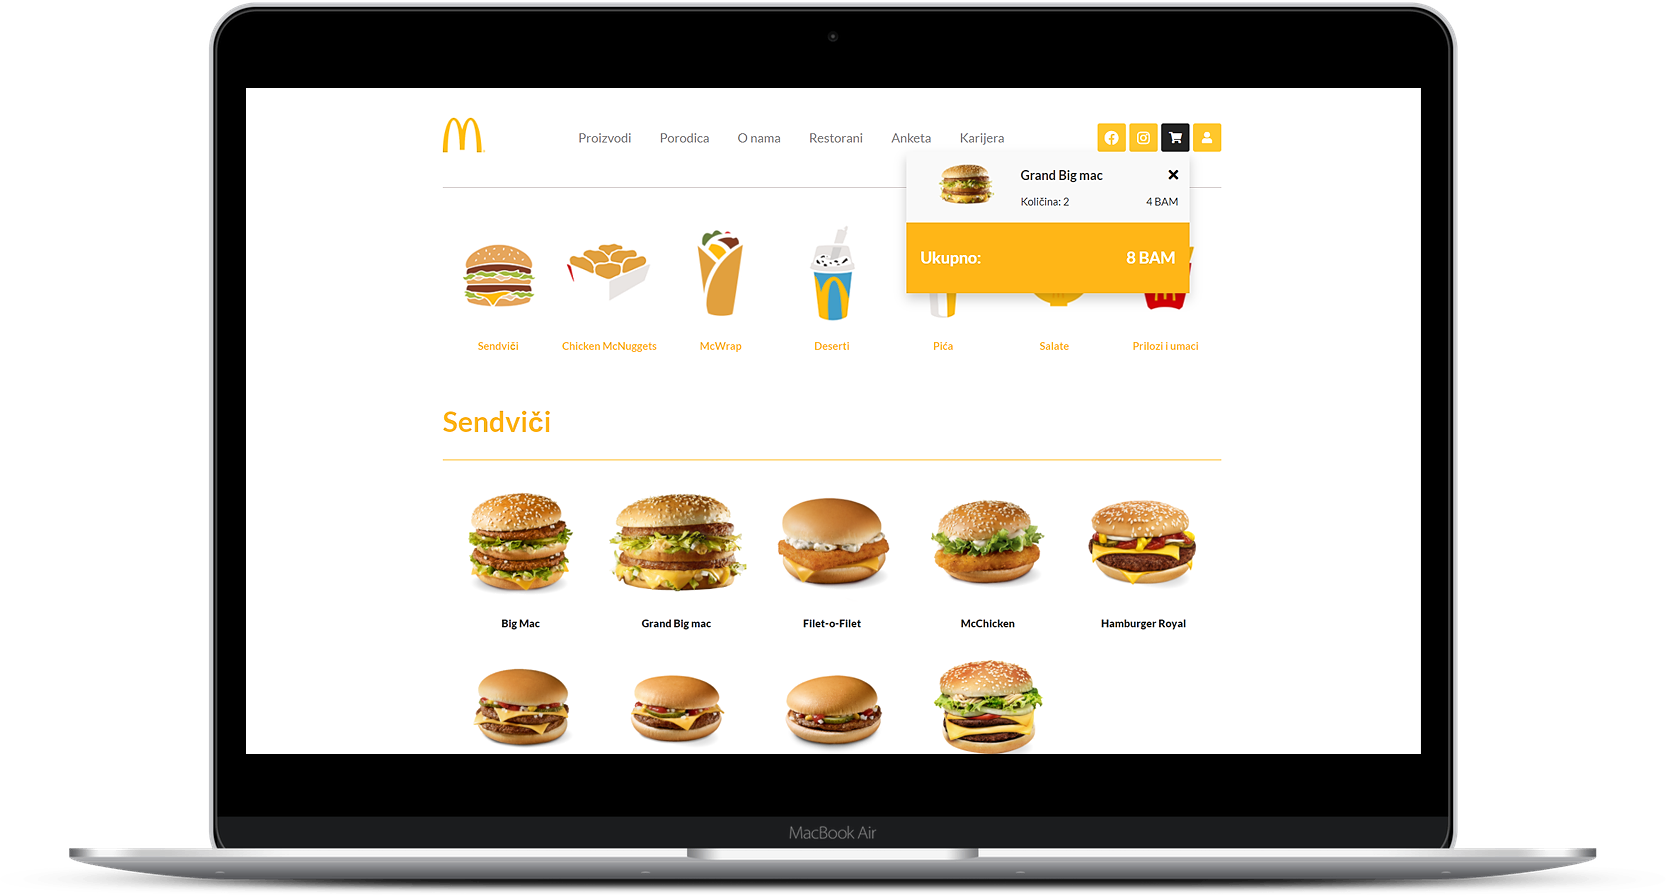 Proizvodi Porodica O nama Restorani Anketa Karijera
Grand Big mac
Količina: 2 4 BAM
Ukupno: 8 BAM
Sendviči Chicken McNuggets McWrap Deserti Pića Salate Prilozi i umaci
Sendviči
Big Mac Grand Big mac Filet-o-Filet McChicken Hamburger Royal
MacBook Air